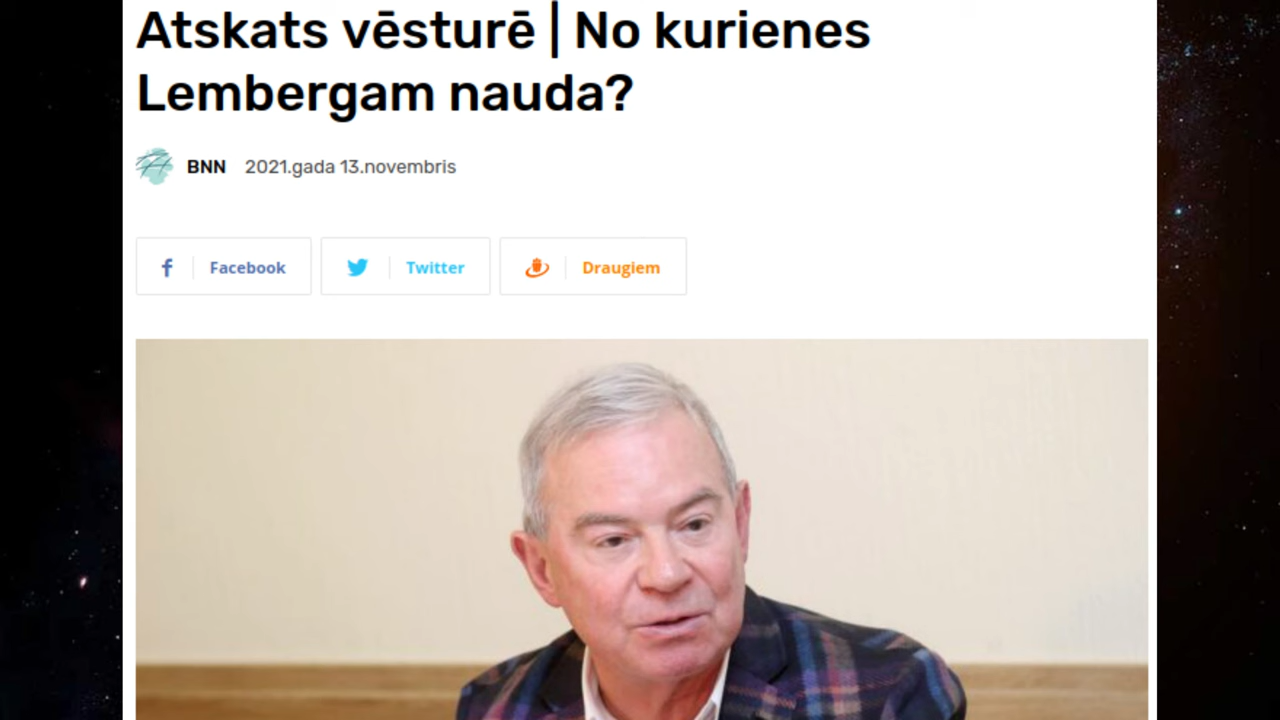 Atskats vēsturē | No kurienes
Lembergam nauda?
BNN 2021.gada 13.novembris
Facebook Twitter Draugiem